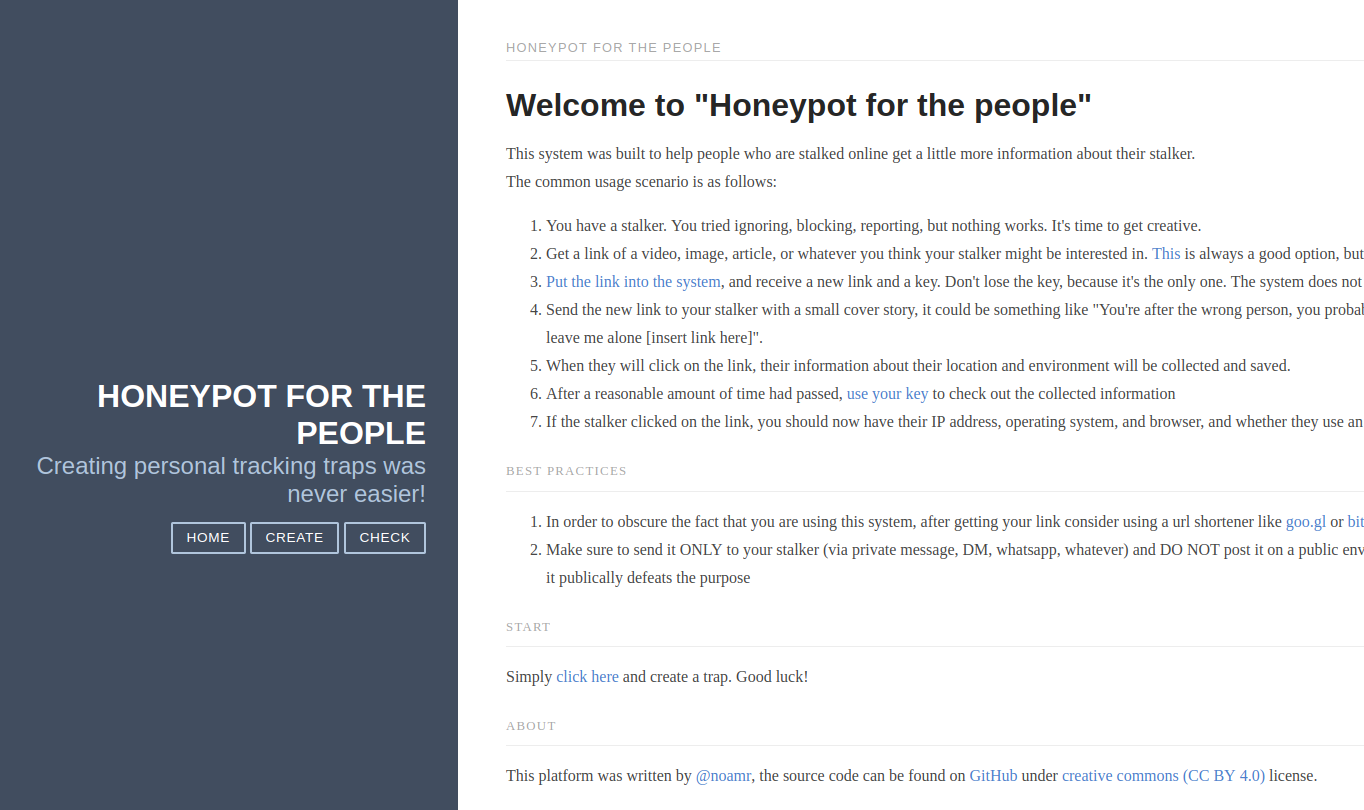 HONEYPOT FOR THE
PEOPLE
Creating personal tracking traps was
never easier!
HOME CREATE CHECK
HONEYPOT FOR THE PEOPLE
Welcome to "Honeypot for the people"
This system was built to help people who are stalked online get a little more information about their stalker.
The common usage scenario is as follows:
1. You have a stalker. You tried ignoring, blocking, reporting, but nothing works. It's time to get creative.
2. Get a link of a video, image, article, or whatever you think your stalker might be interested in. This is always a good option, but
3. Put the link into the system, and receive a new link and a key. Don't lose the key, because it's the only one. The system does not
4. Send the new link to your stalker with a small cover story, it could be something like "You're after the wrong person, you
leave me alone [insert link here]".
5. When they will click on the link, their information about their location and environment will be collected and saved.
6. After a reasonable amount of time had passed, use your key to check out the collected information
7. If the stalker clicked on the link, you should now have their IP address, operating system, and browser, and whether they use an
BEST PRACTICES
1. In order to obscure the fact that you are using this system, after getting your link consider using a url shortener like goo.gl or
2. Make sure to send it ONLY to your stalker (via private message, DM, whatsapp, whatever) and DO NOT post it on a public
it publically defeats the purpose
START
Simply click here and create a trap. Good luck!
ABOUT
This platform was written by @noamr, the source code can be found on GitHub under creative commons (CC BY 4.0) license.